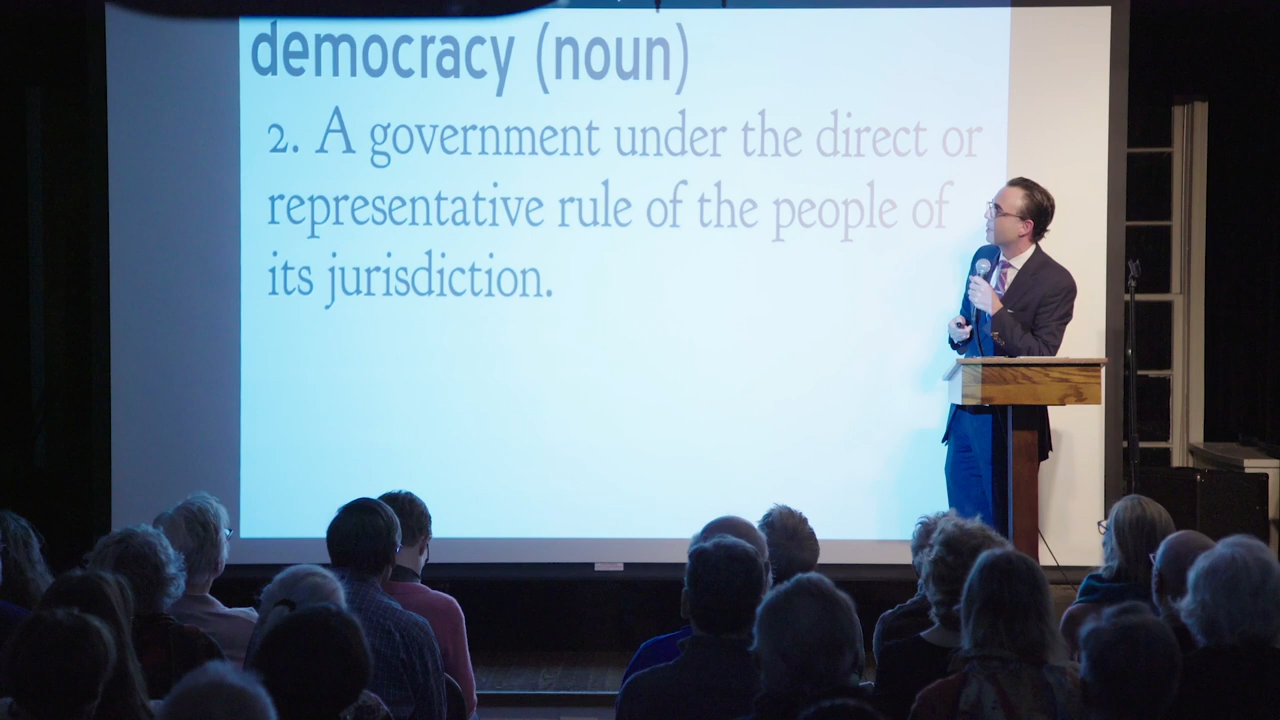 democracy (noun)
2. A government under the direct or
representative rule of the people of
its jurisdiction.